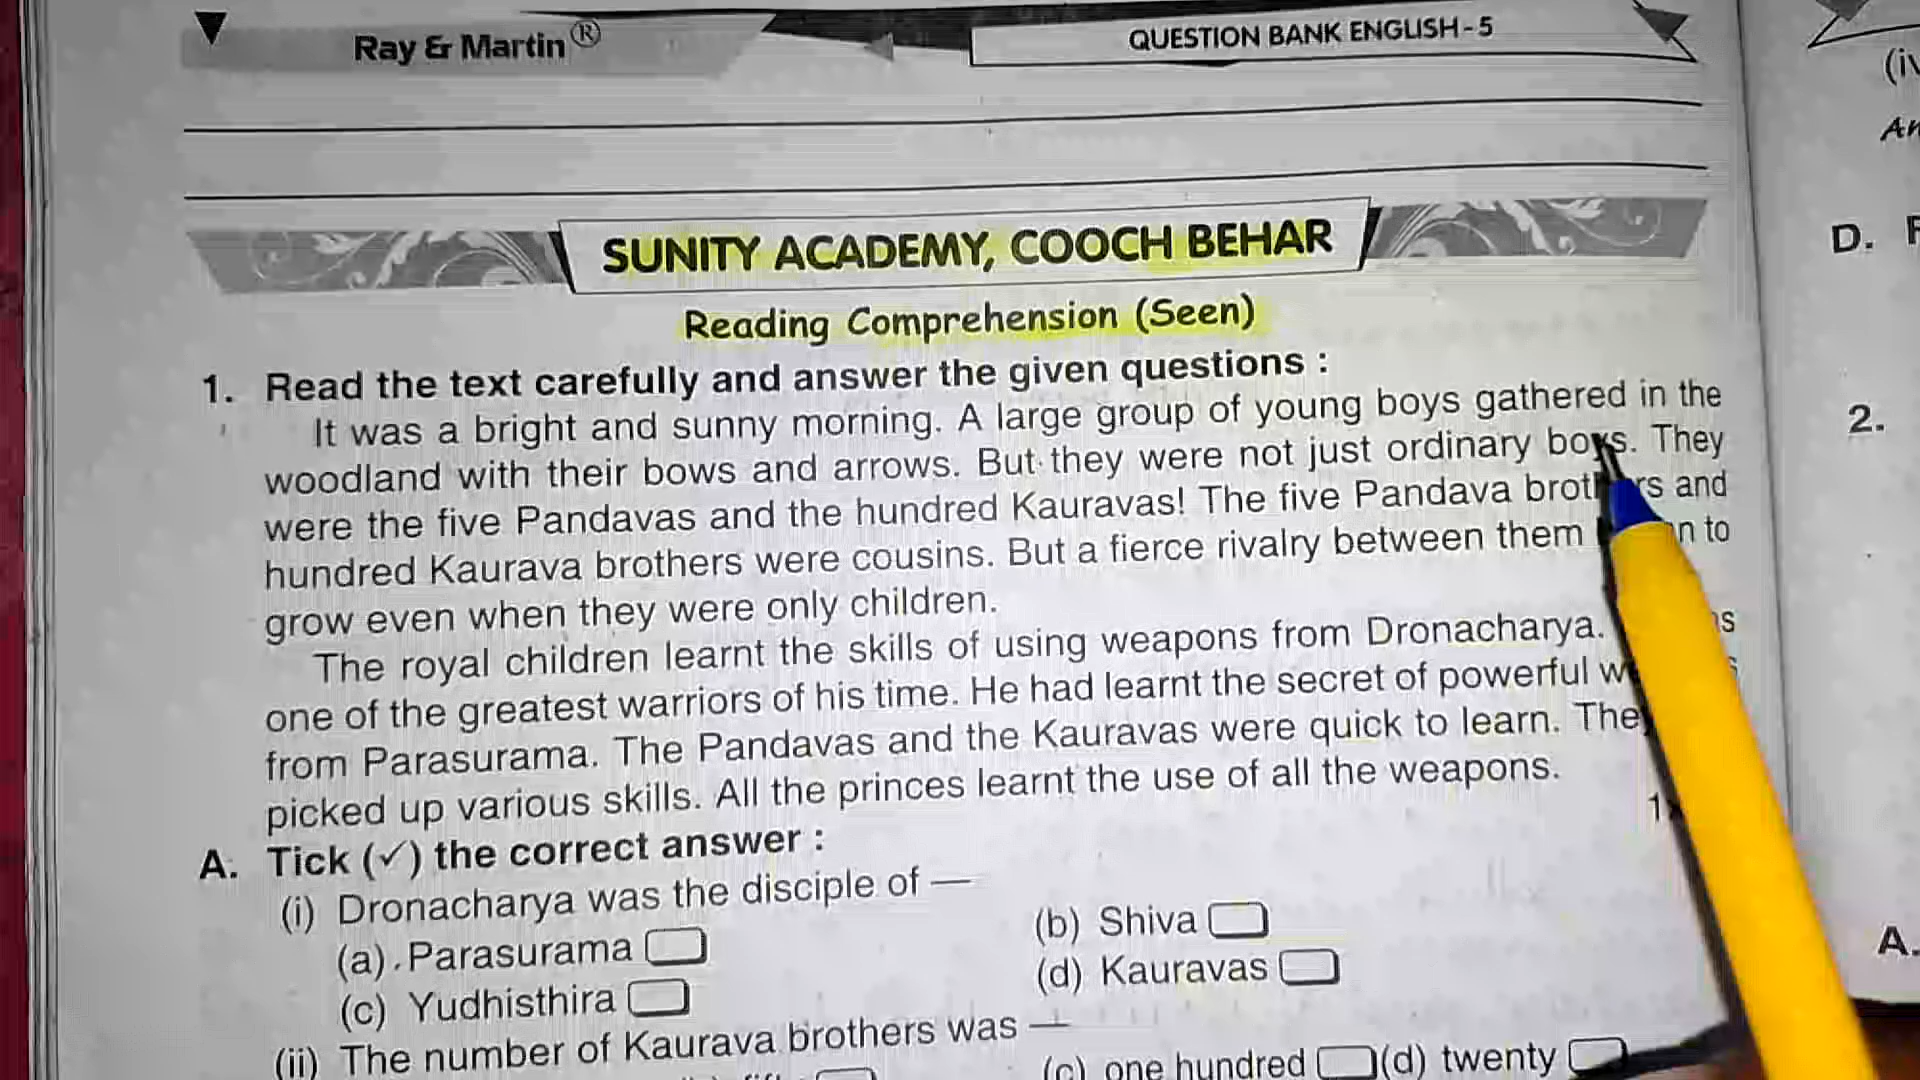 Ray & Martin®
QUESTION BANK ENGLISH - 5
SUNITY ACADEMY, COOCH BEHAR
Reading Comprehension (Seen)
1. Read the text carefully and answer the given questions :
It was a bright and sunny morning. A large group of young boys gathered in the
woodland with their bows and arrows. But they were not just ordinary boys. They
were the five Pandavas and the hundred Kauravas! The five Pandava brothers and
hundred Kaurava brothers were cousins. But a fierce rivalry between them to
grow even when they were only children.
The royal children learnt the skills of using weapons from Dronacharya.
one of the greatest warriors of his time. He had learnt the secret of powerful
from Parasurama. The Pandavas and the Kauravas were quick to learn. They
picked up various skills. All the princes learnt the use of all the weapons.
A. Tick (✓) the correct answer :
(i) Dronacharya was the disciple of —
(a) Parasurama
(b) Shiva
(c) Yudhisthira
(d) Kauravas
(ii) The number of Kaurava brothers was —
(c) one hundred (d) twenty
(iv
D.
2.
A.